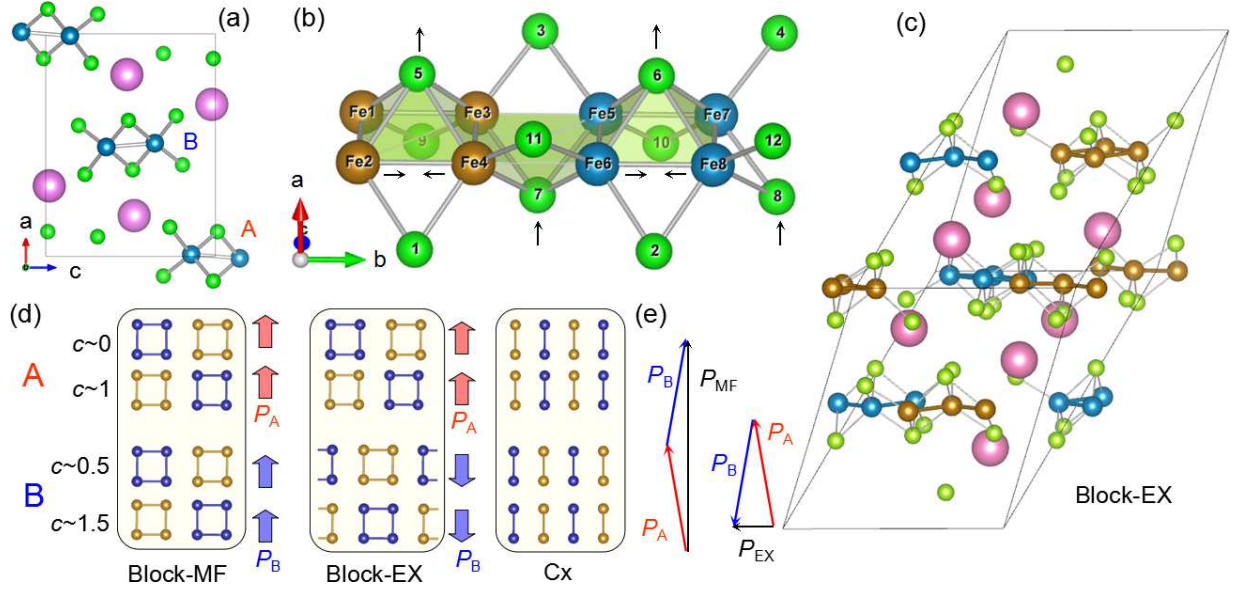 (a)
B
A
a
c
(b)
3
4
5
6
Fe1
Fe3
Fe5
Fe7
9
11
10
12
Fe2
Fe4
Fe6
Fe8
7
8
1
2
a
c
b
(c)
Block-EX
(d)
A
c~0
c~1
P_A
P_A
B
c~0.5
c~1.5
P_B
P_B
Block-MF
Block-EX
Cx
(e)
P_B
P_MF
P_A
P_B
P_A
P_EX